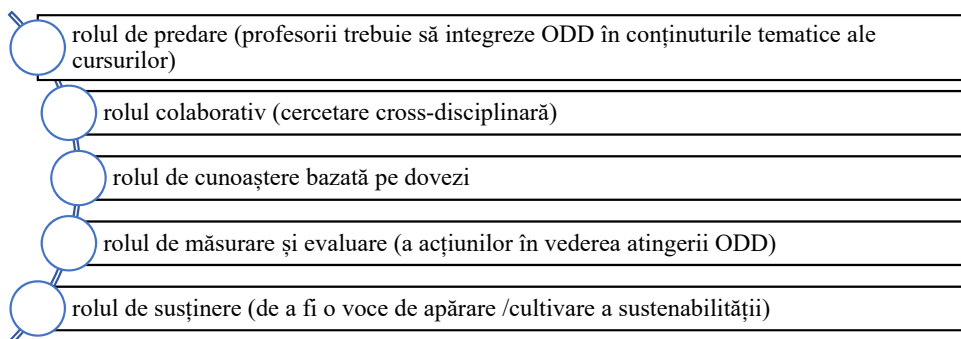 rolul de predare (profesorii trebuie să integreze ODD în conținuturile tematice ale
cursurilor)
rolul colaborativ (cercetare cross-disciplinară)
rolul de cunoaștere bazată pe dovezi
rolul de măsurare și evaluare (a acțiunilor în vederea atingerii ODD)
rolul de susținere (de a fi o voce de apărare /cultivare a sustenabilității)